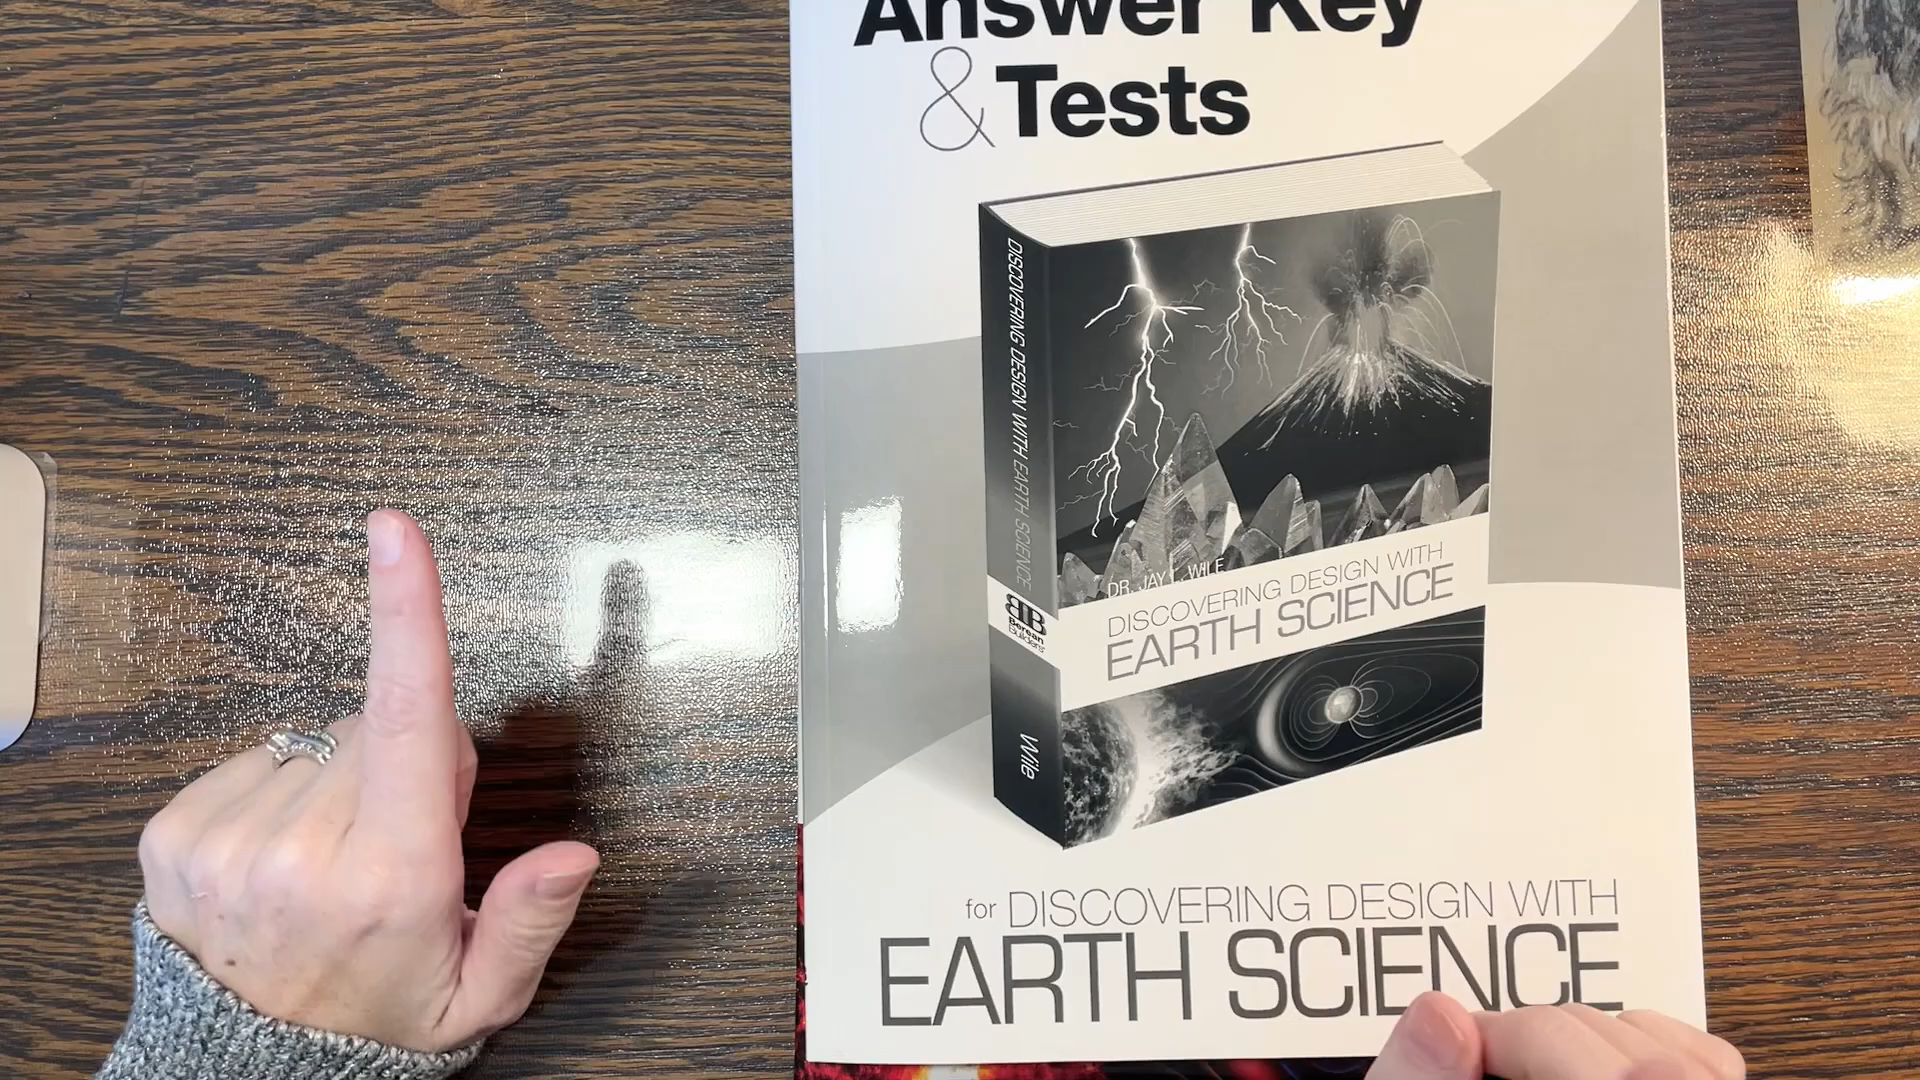 Answer Key
& Tests
DISCOVERING DESIGN WITH EARTH SCIENCE
Berean
Builders
Wile
DR. JAY L. WILE
DISCOVERING DESIGN WITH
EARTH SCIENCE
for DISCOVERING DESIGN WITH
EARTH SCIENCE